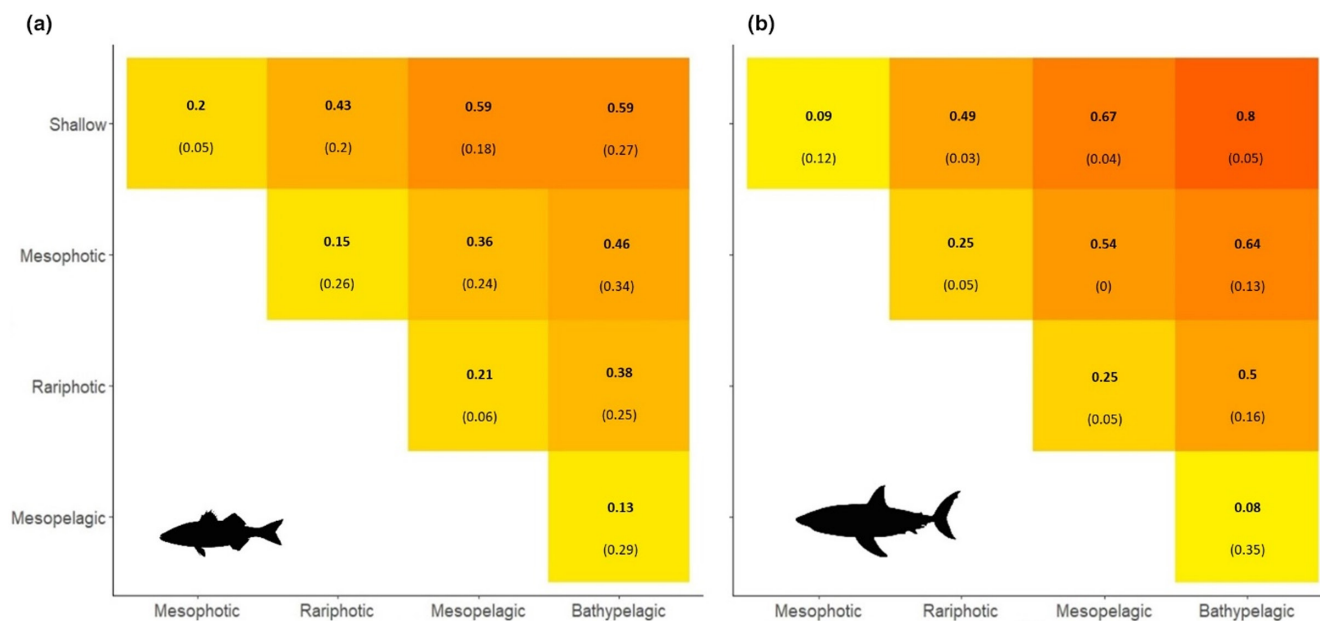 (a)
(b)
Shallow
0.2
0.43
0.59
0.59
(0.05)
(0.2)
(0.18)
(0.27)
0.09
0.49
0.67
0.8
(0.12)
(0.03)
(0.04)
(0.05)
Mesophotic
0.15
0.36
0.46
(0.26)
(0.24)
(0.34)
0.25
0.54
0.64
(0.05)
(0)
(0.13)
Rariphotic
0.21
0.38
(0.06)
(0.25)
0.25
0.5
(0.05)
(0.16)
Mesopelagic
0.13
(0.29)
0.08
(0.35)
Mesophotic
Rariphotic
Mesopelagic
Bathypelagic
Mesophotic
Rariphotic
Mesopelagic
Bathypelagic